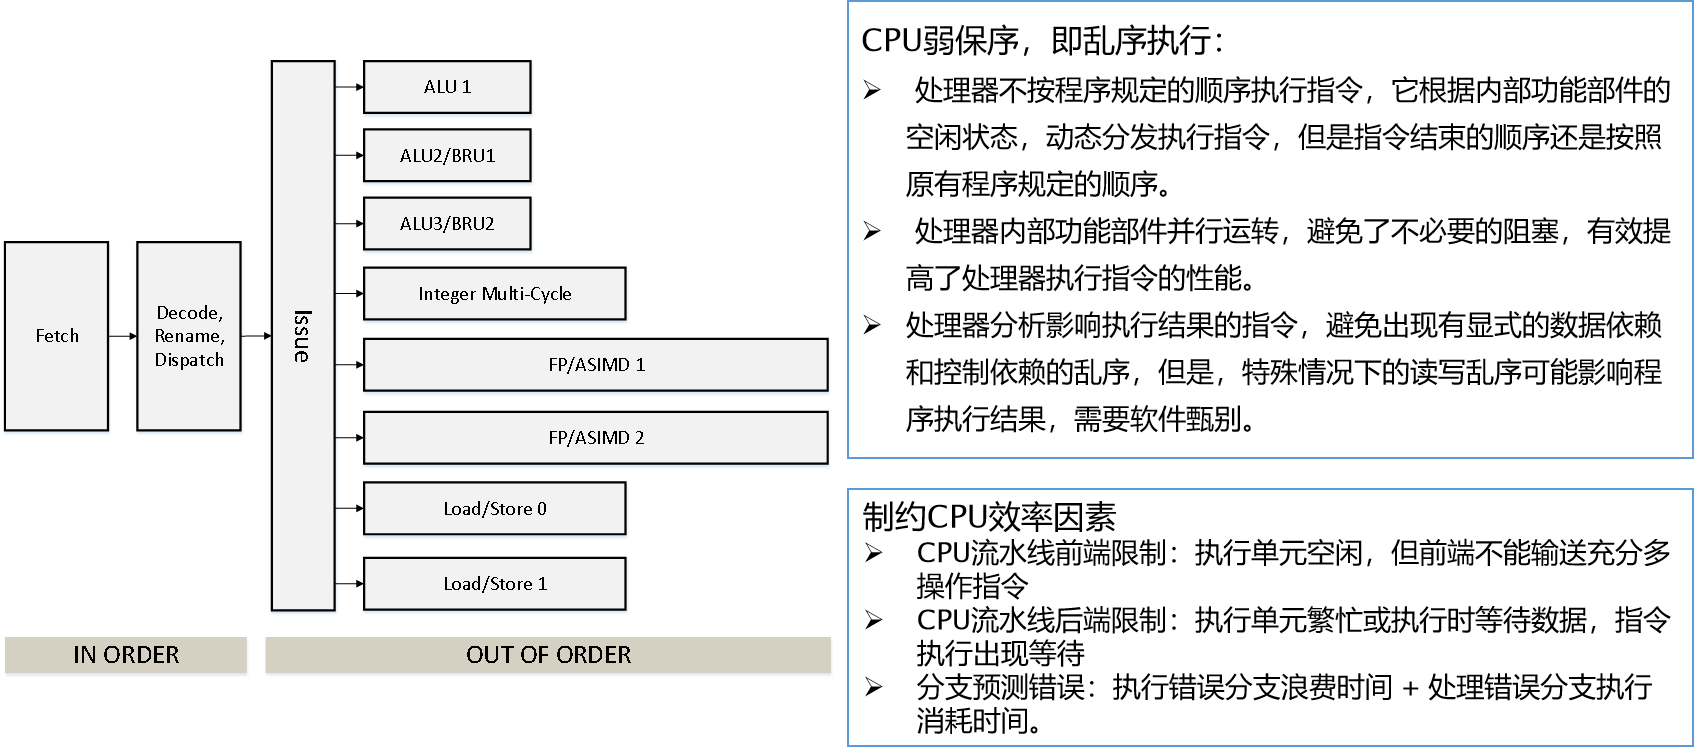 Fetch
Decode,
Rename,
Dispatch
Issue
ALU 1
ALU2/BRU1
ALU3/BRU2
Integer Multi-Cycle
FP/ASIMD 1
FP/ASIMD 2
Load/Store 0
Load/Store 1
IN ORDER
OUT OF ORDER
CPU弱保序，即乱序执行：
➢ 处理器不按程序规定的顺序执行指令，它根据内部功能部件的
空闲状态，动态分发执行指令，但是指令结束的顺序还是按照
原有程序规定的顺序。
➢ 处理器内部功能部件并行运转，避免了不必要的阻塞，有效提
高了处理器执行指令的性能。
➢ 处理器分析影响执行结果的指令，避免出现有显式的数据依赖
和控制依赖的乱序，但是，特殊情况下的读写乱序可能影响程
序执行结果，需要软件甄别。
制约CPU效率因素
➢ CPU流水线前端限制：执行单元空闲，但前端不能输送充分多
操作指令
➢ CPU流水线后端限制：执行单元繁忙或执行时等待数据，指令
执行出现等待
➢ 分支预测错误：执行错误分支浪费时间 + 处理错误分支执行
消耗时间。